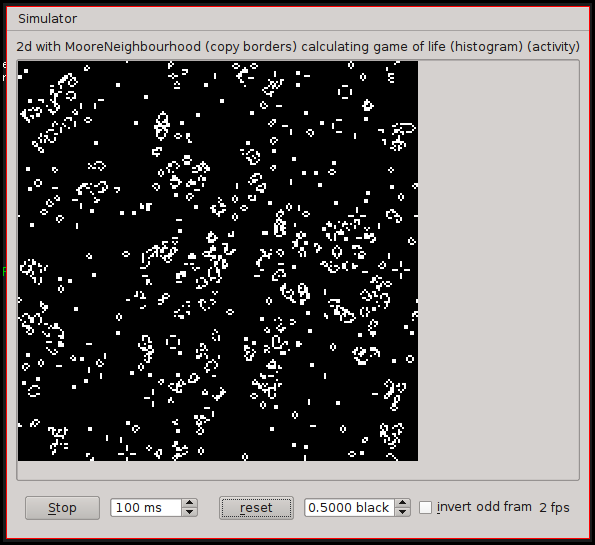 Simulator
2d with MooreNeighbourhood (copy borders) calculating game of life (histogram) (activity)
Stop 100 ms reset 0.5000 black invert odd fram 2 fps